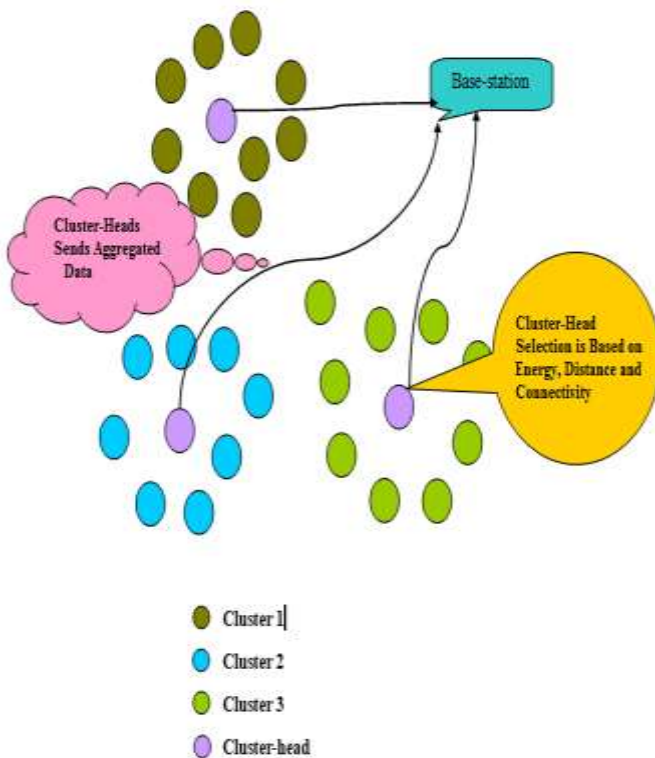 Base-station
Cluster-Heads
Sends Aggregated
Data
Cluster-Head
Selection is Based on
Energy, Distance and
Connectivity
Cluster 1
Cluster 2
Cluster 3
Cluster-head